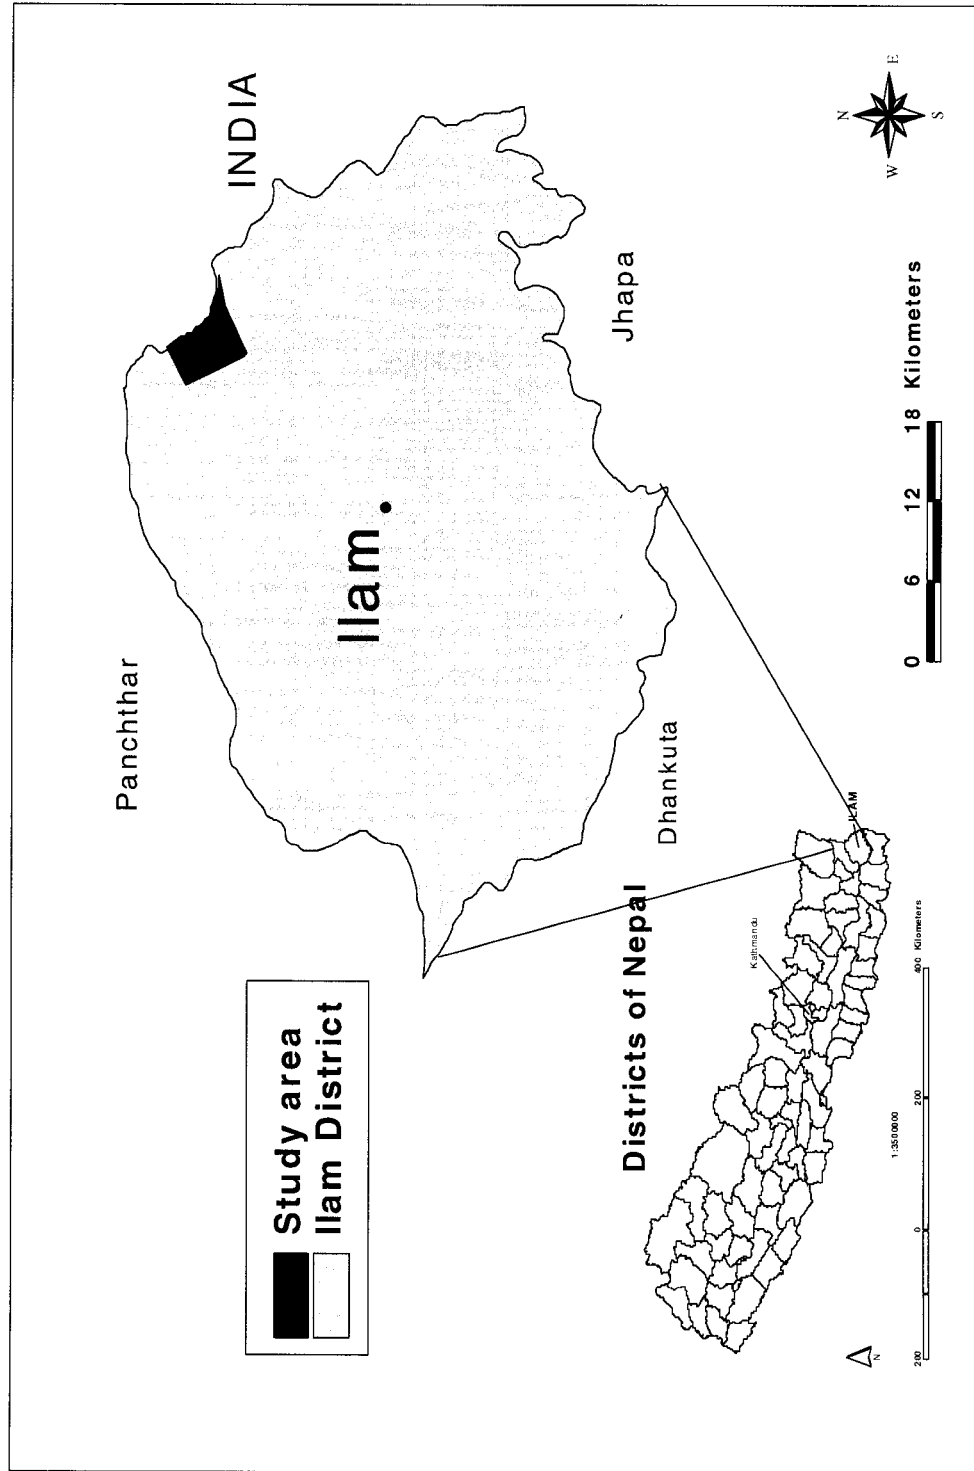 Panchthar
INDIA
Ilam
Jhapa
Dhankuta
Study area
Ilam District
Districts of Nepal
Kathmandu
ILAM
N
E
S
W
0 6 12 18 Kilometers
N
1:3500000
200 0 200 400 Kilometers